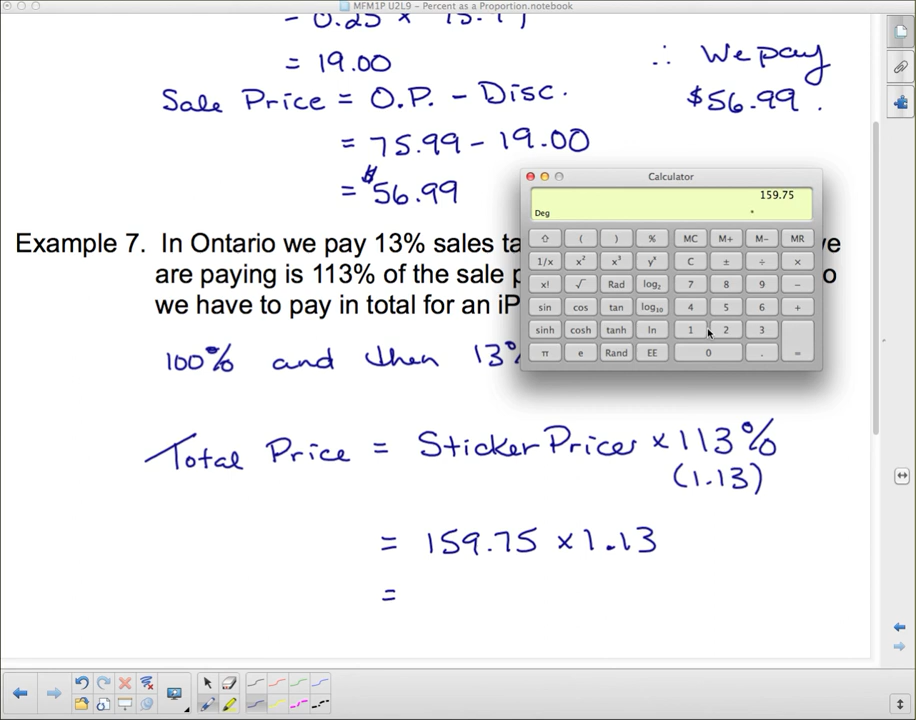 MFM1P U2L9 - Percent as a Proportion.notebook
= 19.00
∴ We pay
Sale Price = O.P. - Disc.
$56.99.
= 75.99 - 19.00
= $56.99
Calculator
159.75
Deg
Example 7. In Ontario we pay 13% sales
are paying is 113% of the sale
we have to pay in total for an
( ) % MC M+ M- MR
1/x x² x³ yˣ C ± ÷ ×
x! √ Rad log₂ 7 8 9 −
sin cos tan log₁₀ 4 5 6 +
sinh cosh tanh ln 1 2 3
π e Rand EE 0 . =
100% and then 13%
Total Price = Sticker Price × 113%
(1.13)
= 159.75 × 1.13
=